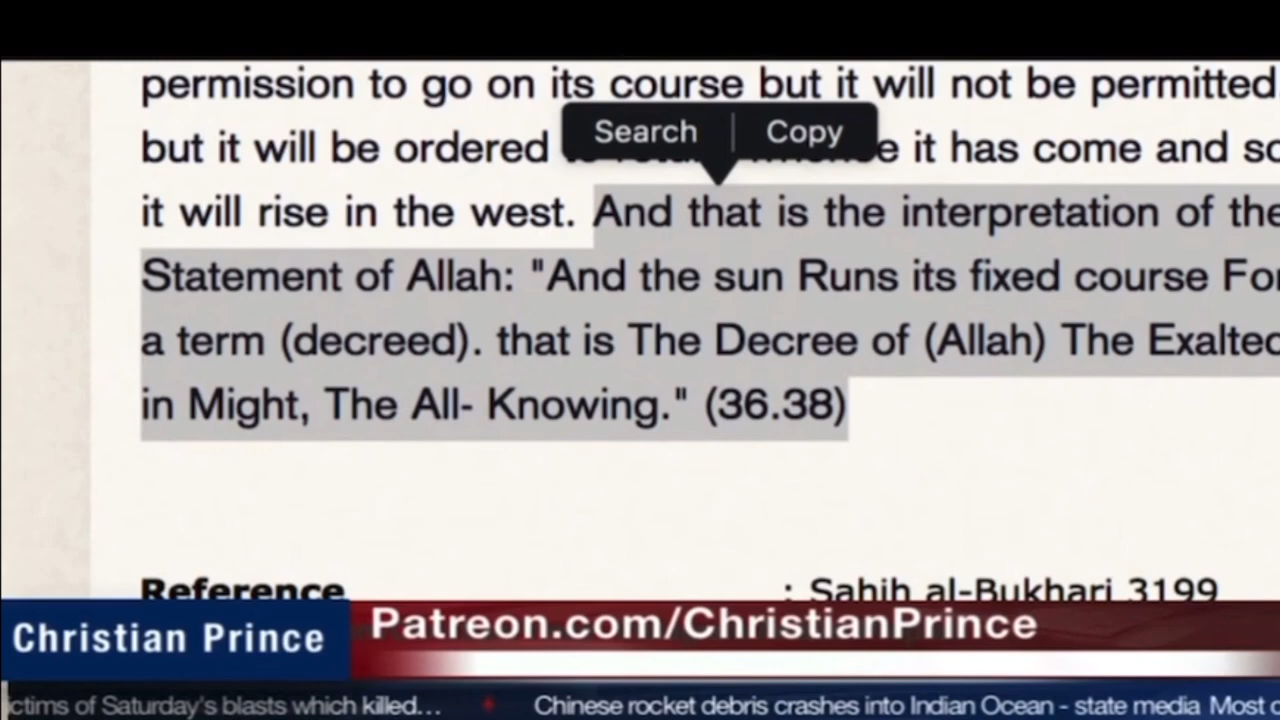 permission to go on its course but it will not be permitted
Search Copy
but it will be ordered it has come and
it will rise in the west. And that is the interpretation of the
Statement of Allah: "And the sun Runs its fixed course For
a term (decreed). that is The Decree of (Allah) The Exalted
in Might, The All- Knowing." (36.38)
Reference : Sahih al-Bukhari 3199
Christian Prince Patreon.com/ChristianPrince
of Saturday's blasts which killed... Chinese rocket debris crashes into Indian Ocean - state media Most